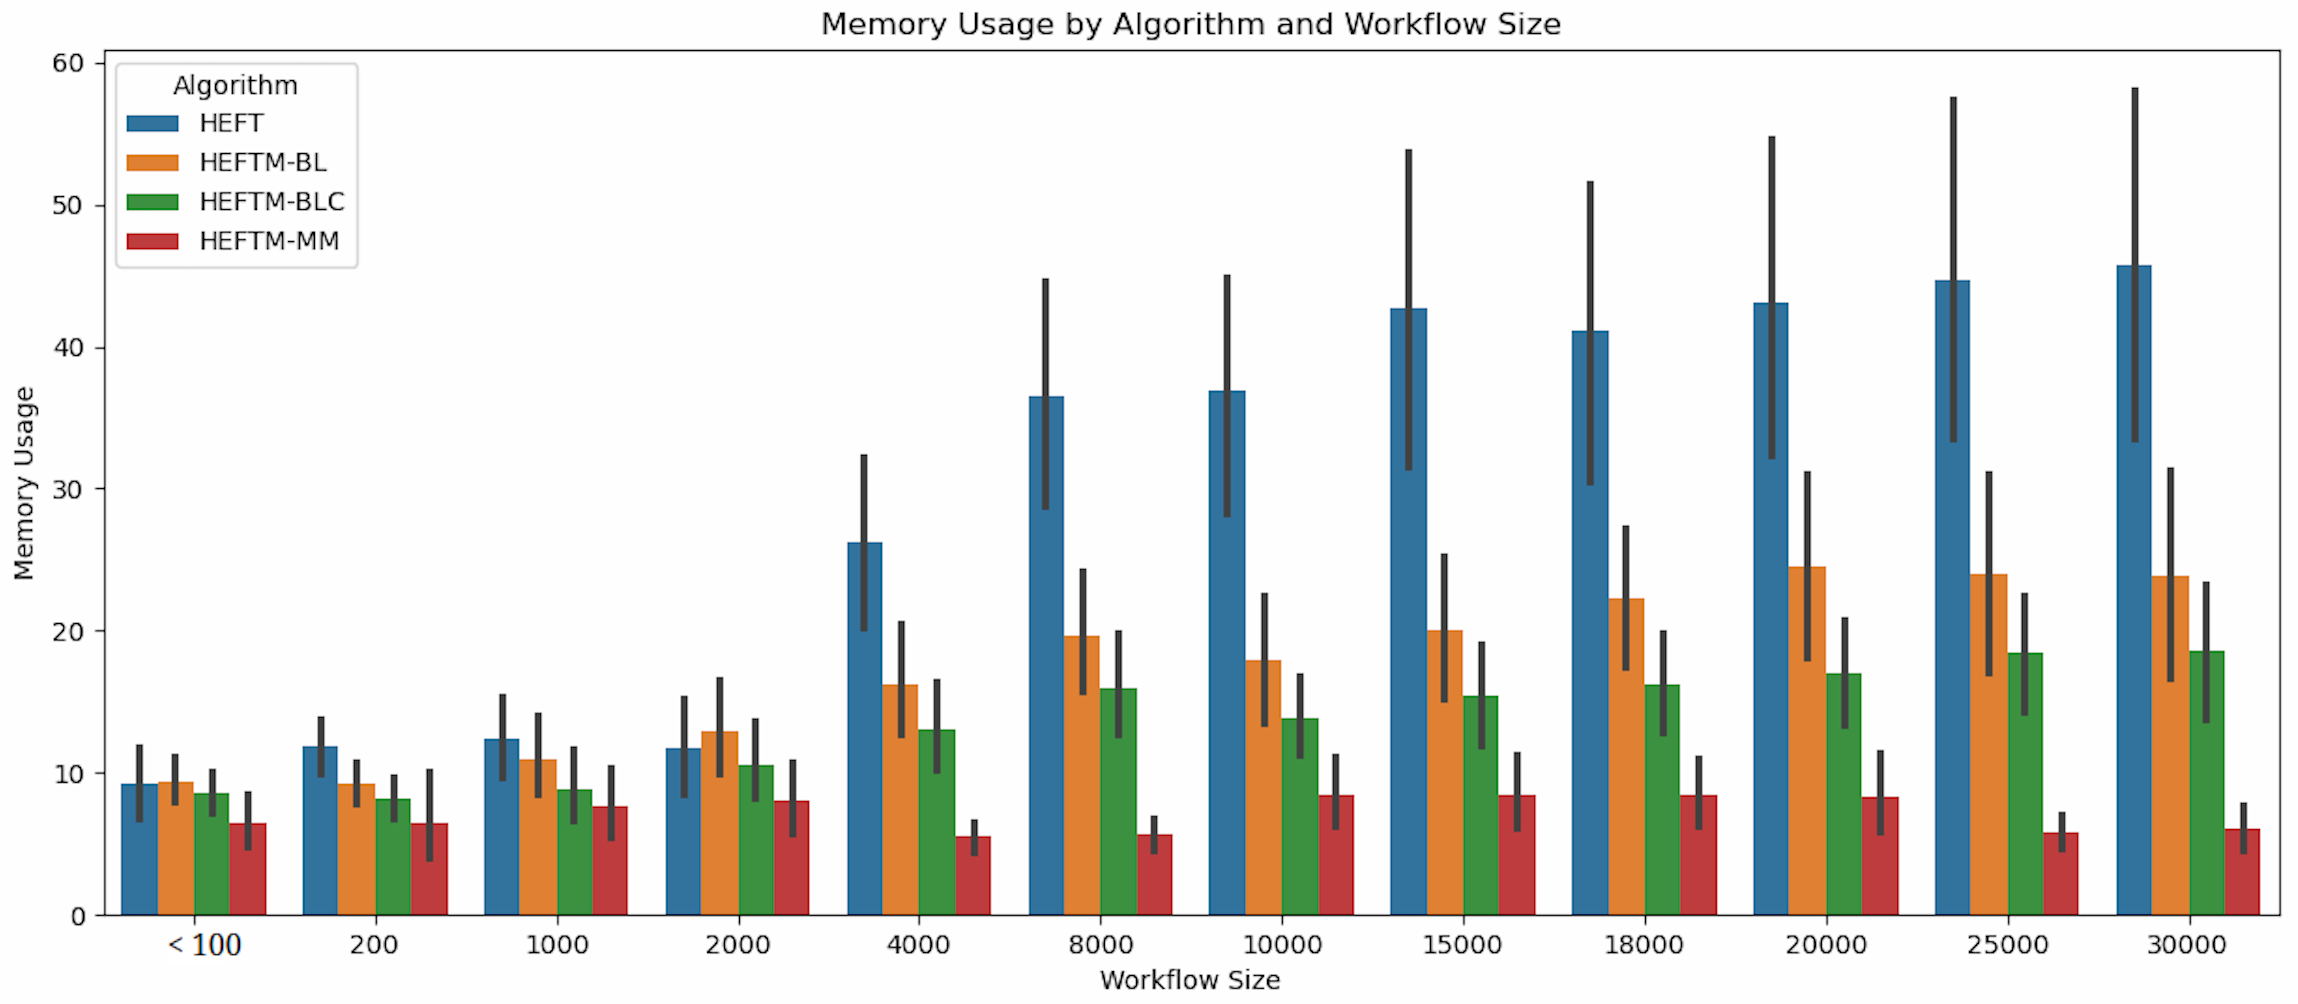 Memory Usage by Algorithm and Workflow Size
Memory Usage
60
50
40
30
20
10
0
Algorithm
HEFT
HEFTM-BL
HEFTM-BLC
HEFTM-MM
< 100 200 1000 2000 4000 8000 10000 15000 18000 20000 25000 30000
Workflow Size